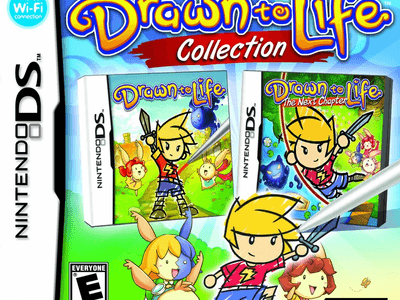 Wi-Fi
connection
Drawn to Life
Collection
NINTENDO DS™
Drawn to Life
NINTENDO DS
Drawn to Life
The Next Chapter
NINTENDO DS
EVERYONE
E